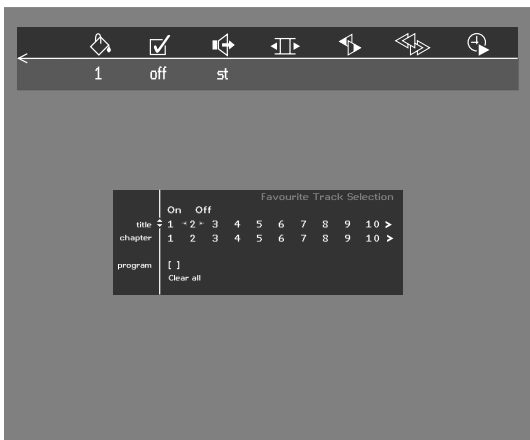 1 off st
Favourite Track Selection
On Off
title 1 2 3 4 5 6 7 8 9 10 >
chapter 1 2 3 4 5 6 7 8 9 10 >
program [ ]
Clear all